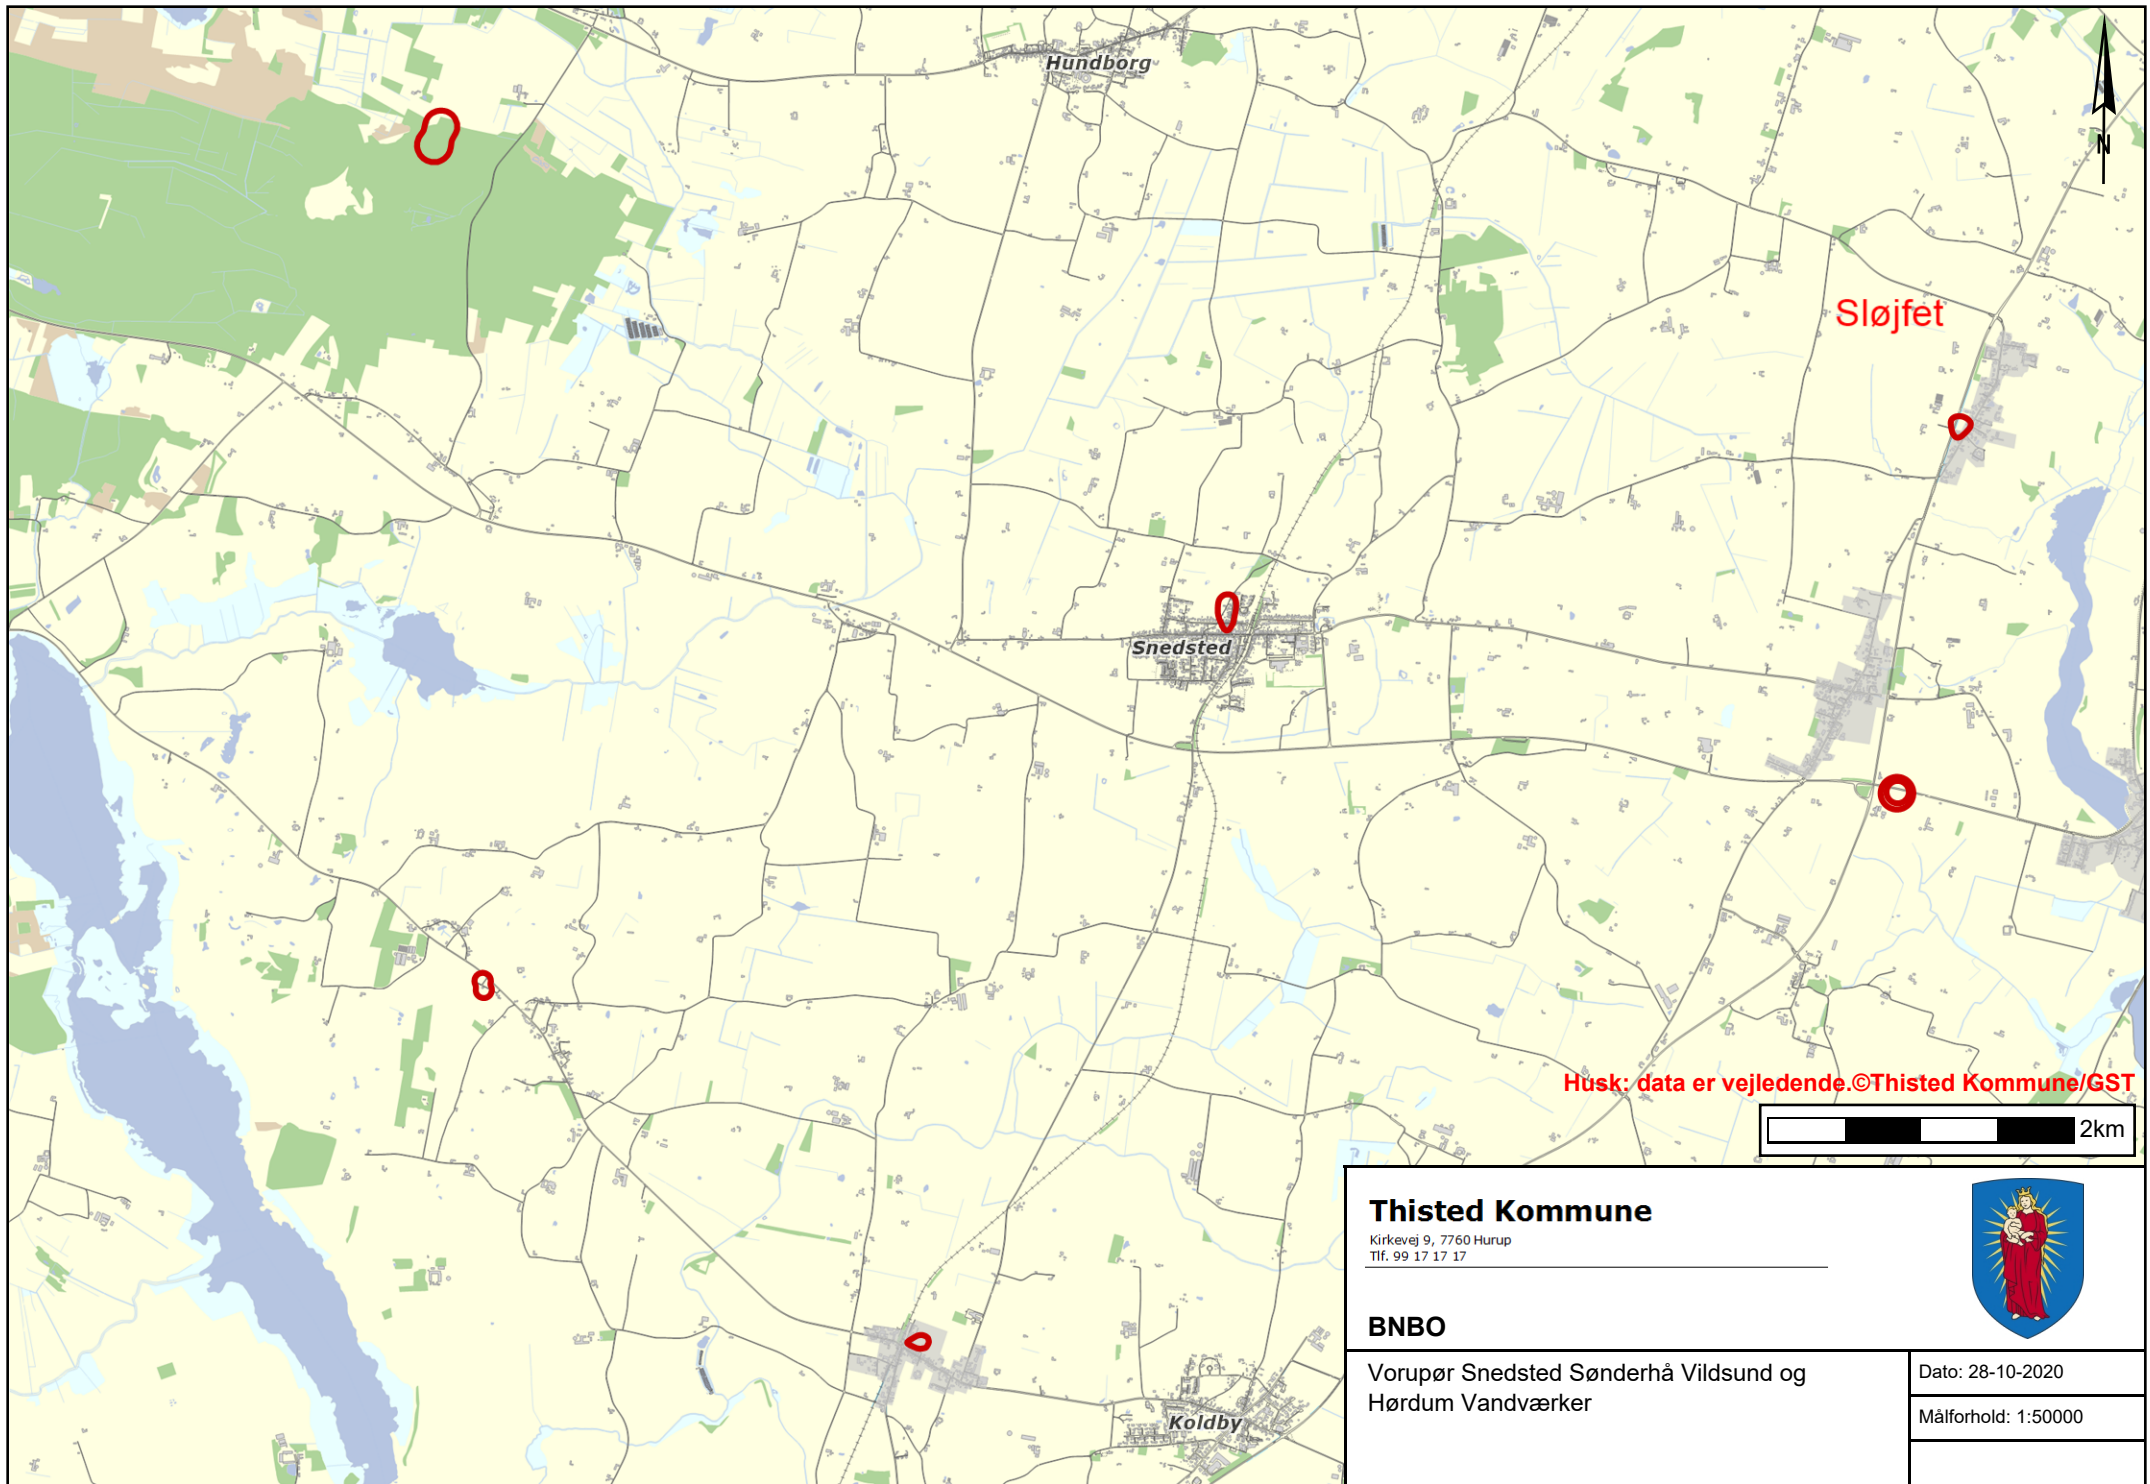 Hundborg
N
Sløjfet
Snedsted
Husk: data er vejledende.©Thisted Kommune/GST
2km
Thisted Kommune
Kirkevej 9, 7760 Hurup
Tlf. 99 17 17 17
BNBO
Vorupør Snedsted Sønderhå Vildsund og
Hørdum Vandværker
Dato: 28-10-2020
Målforhold: 1:50000
Koldby